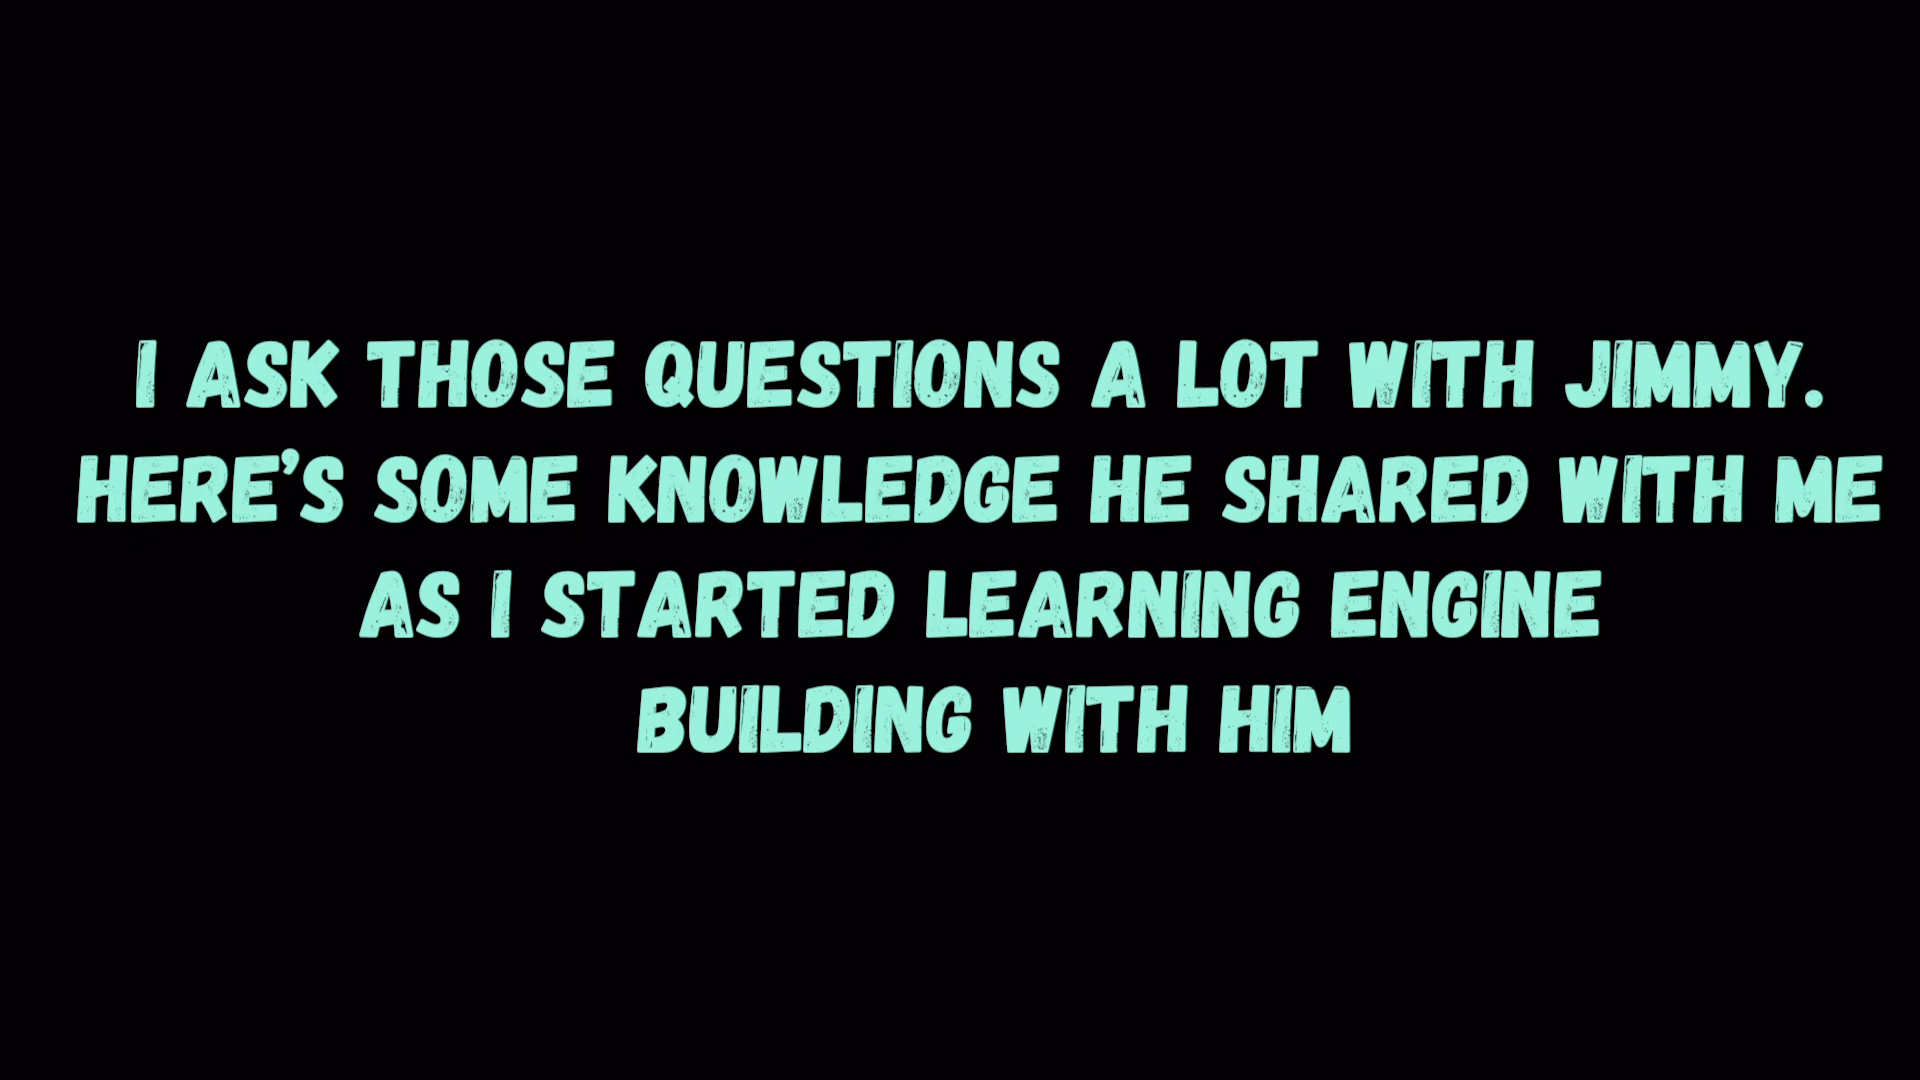 I ASK THOSE QUESTIONS A LOT WITH JIMMY.
HERE’S SOME KNOWLEDGE HE SHARED WITH ME
AS I STARTED LEARNING ENGINE
BUILDING WITH HIM